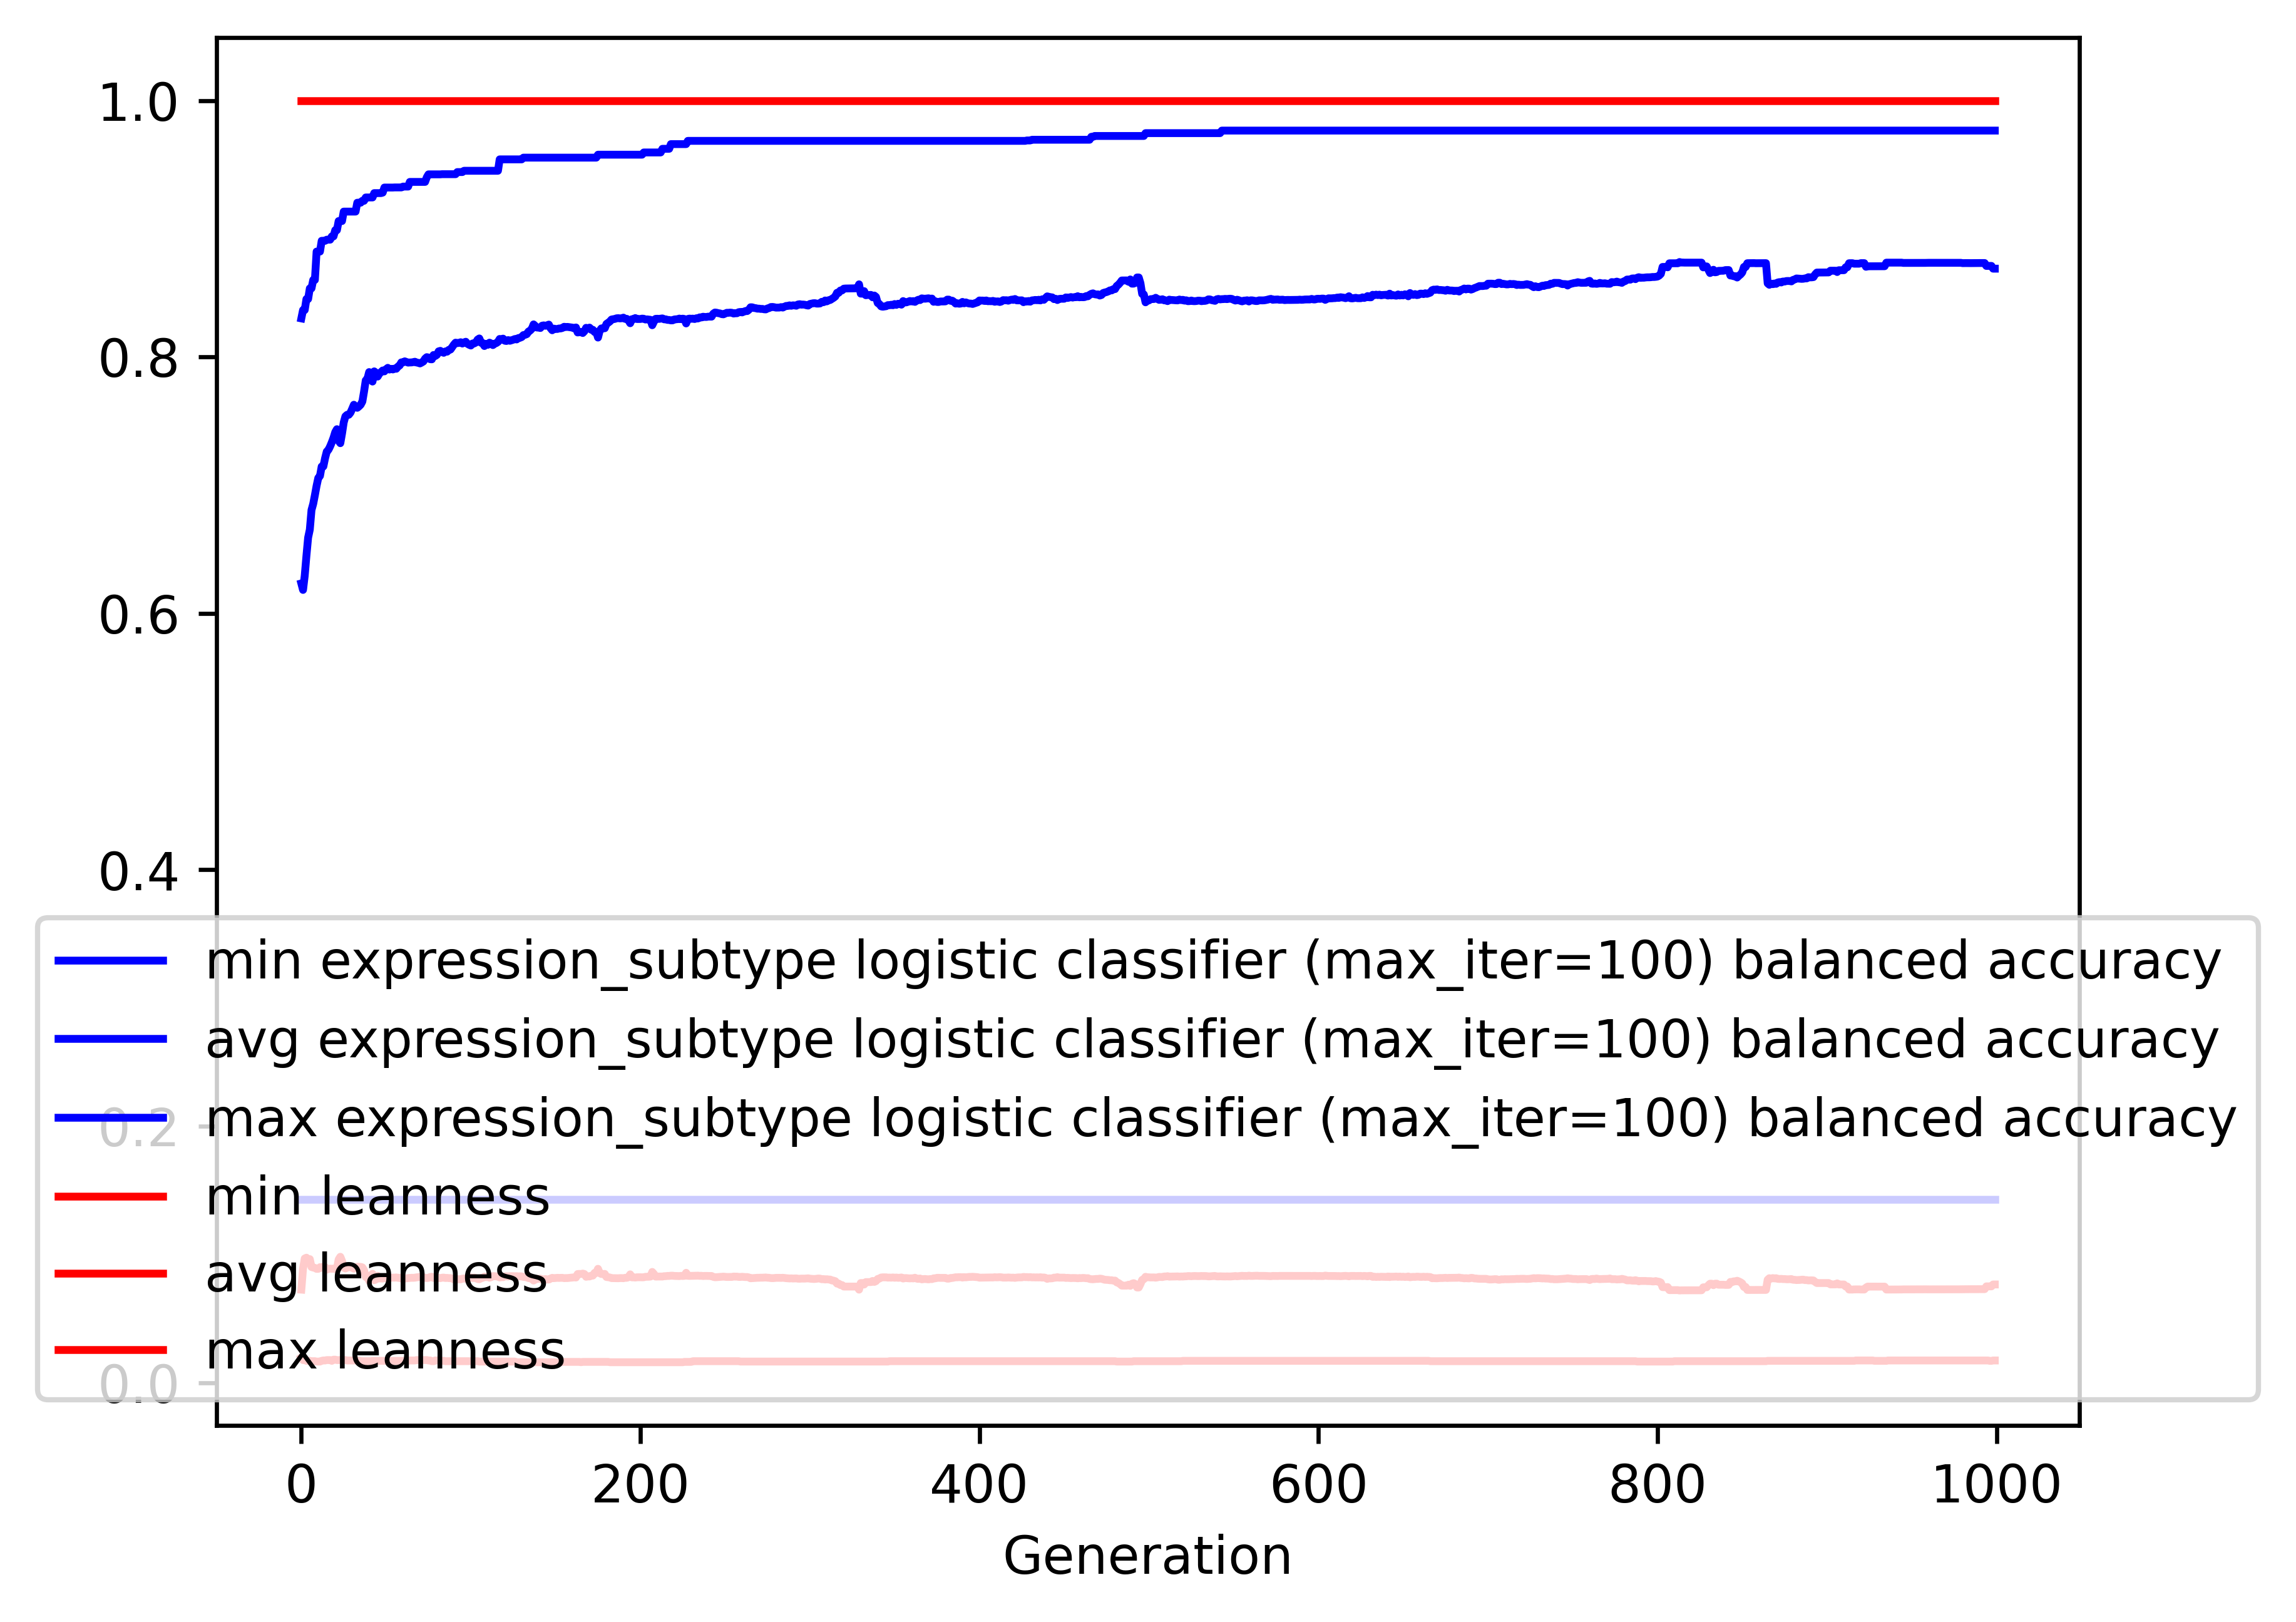 1.0
0.8
0.6
0.4
0.2
0.0
min expression_subtype logistic classifier (max_iter=100) balanced accuracy
avg expression_subtype logistic classifier (max_iter=100) balanced accuracy
max expression_subtype logistic classifier (max_iter=100) balanced accuracy
min leanness
avg leanness
max leanness
0 200 400 600 800 1000
Generation